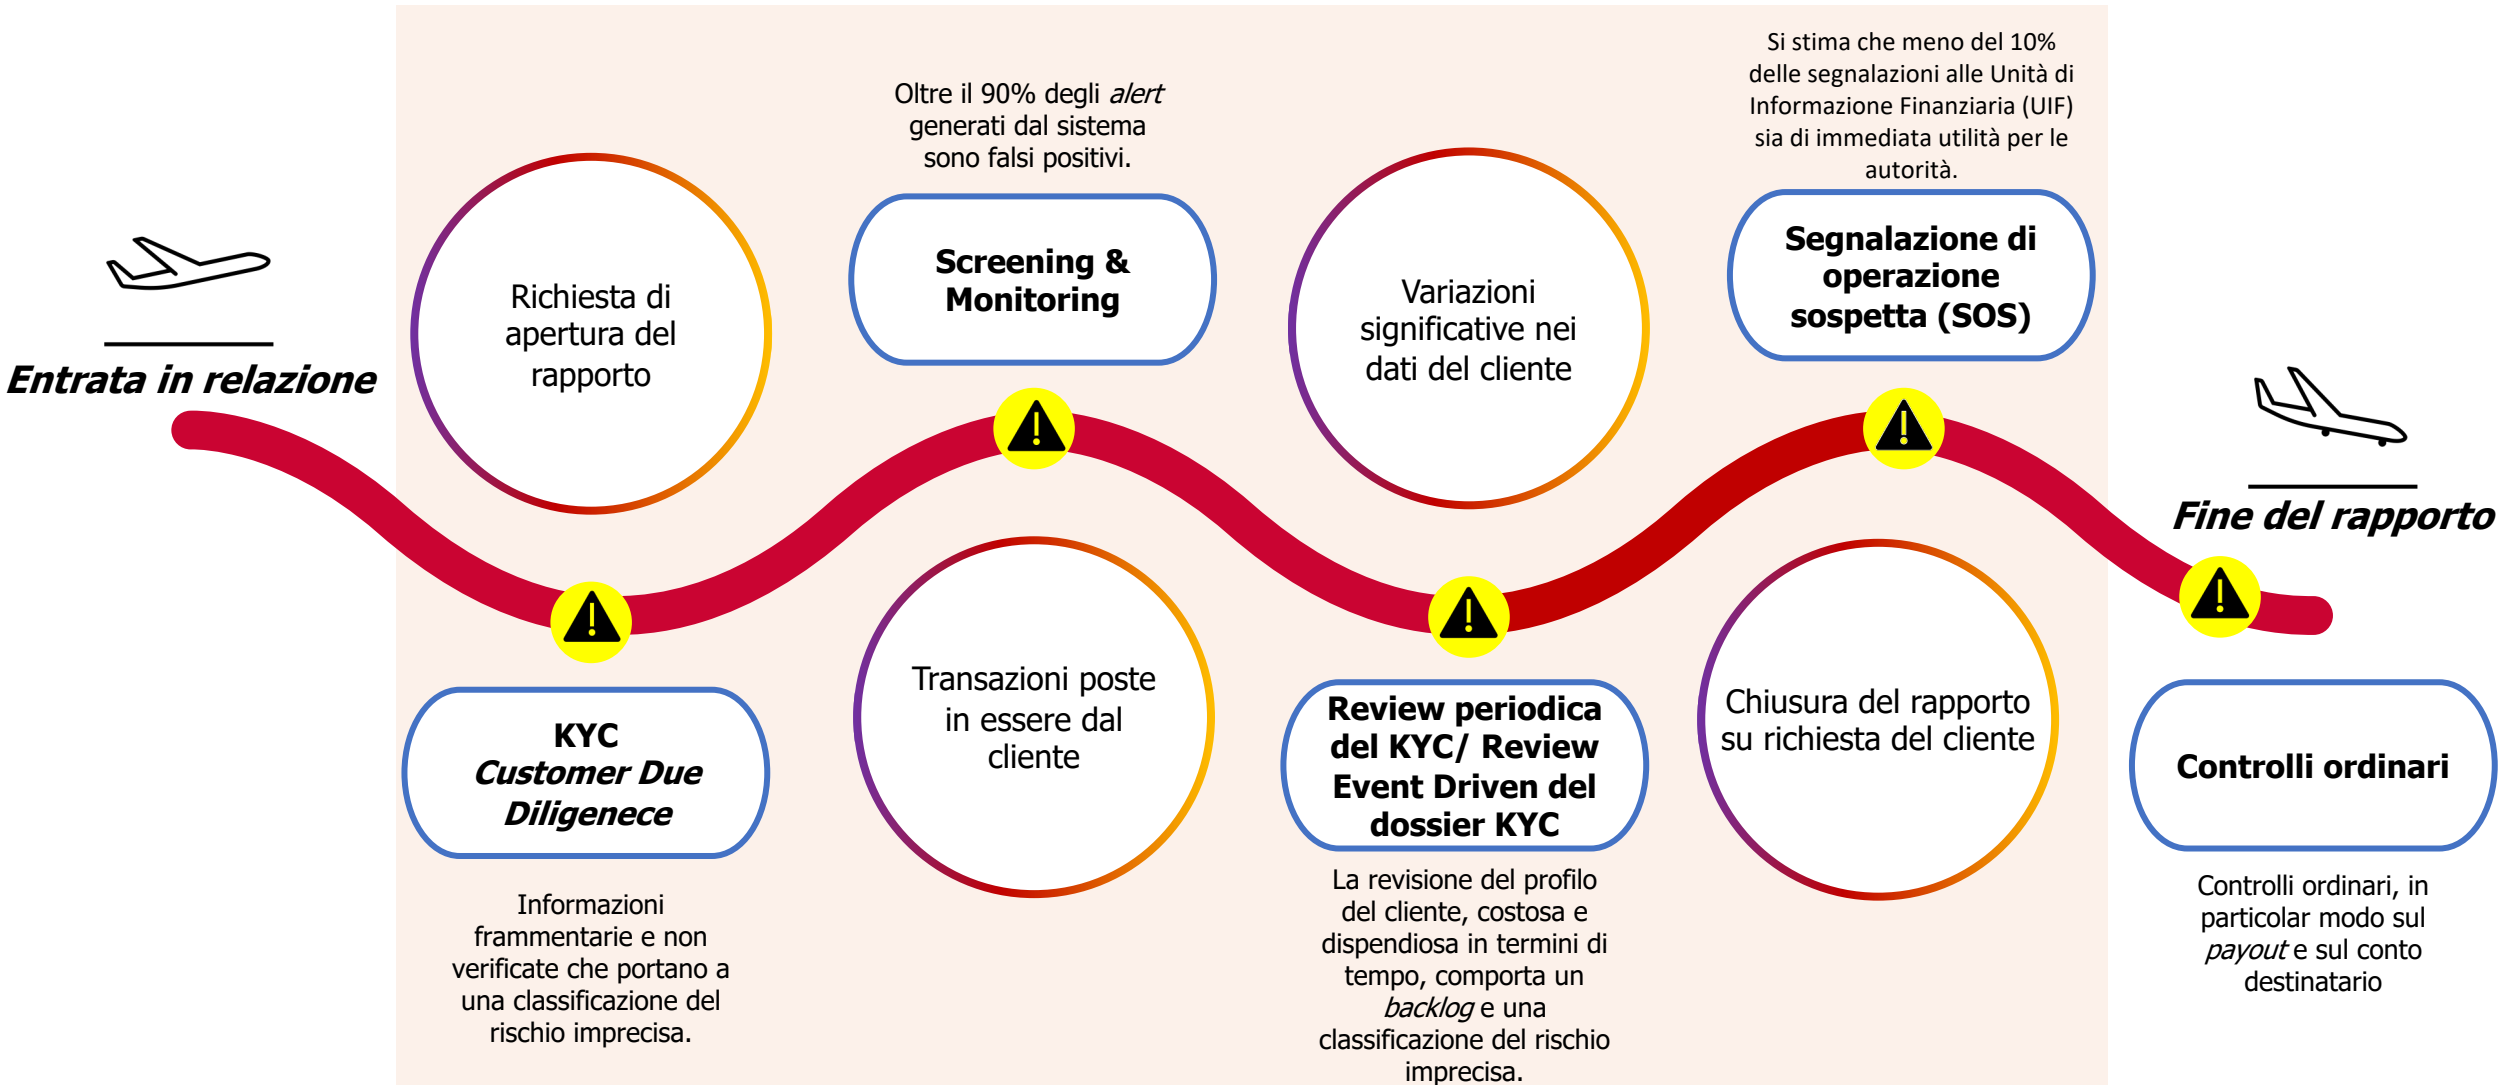 Entrata in relazione
Richiesta di
apertura del
rapporto
KYC
Customer Due
Diligenece
Informazioni
frammentarie e non
verificate che portano a
una classificazione del
rischio imprecisa.
Oltre il 90% degli alert
generati dal sistema
sono falsi positivi.
Screening &
Monitoring
Transazioni poste
in essere dal
cliente
Variazioni
significative nei
dati del cliente
Review periodica
del KYC/ Review
Event Driven del
dossier KYC
La revisione del profilo
del cliente, costosa e
dispendiosa in termini di
tempo, comporta un
backlog e una
classificazione del rischio
imprecisa.
Si stima che meno del 10%
delle segnalazioni alle Unità di
Informazione Finanziaria (UIF)
sia di immediata utilità per le
autorità.
Segnalazione di
operazione
sospetta (SOS)
Chiusura del rapporto
su richiesta del cliente
Fine del rapporto
Controlli ordinari
Controlli ordinari, in
particolar modo sul
payout e sul conto
destinatario